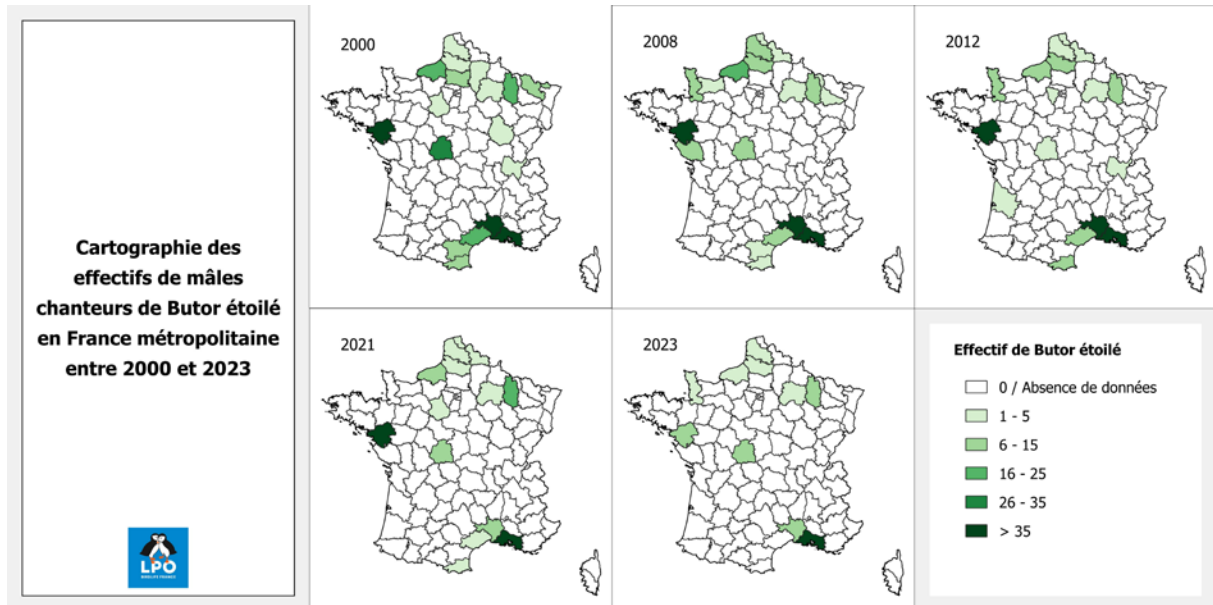 Cartographie des
effectifs de mâles
chanteurs de Butor étoilé
en France métropolitaine
entre 2000 et 2023
LPO
BIRDLIFE FRANCE
2000
2008
2012
2021
2023
Effectif de Butor étoilé
0 / Absence de données
1 - 5
6 - 15
16 - 25
26 - 35
> 35